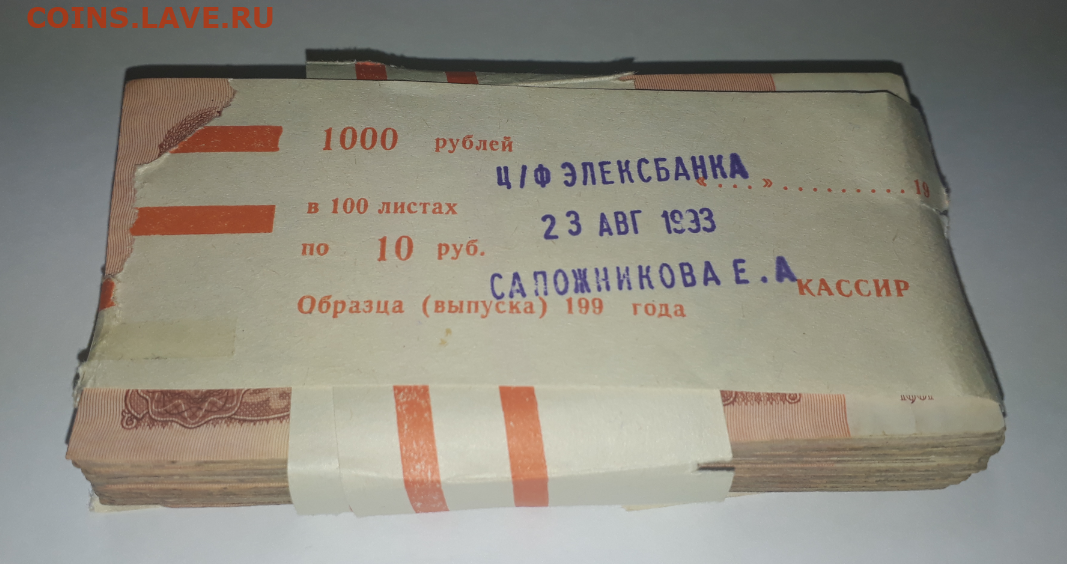 COINS.LAVE.RU
1000 рублей
Ц/Ф ЭЛЕКСБАНКА
«...».......... 19
в 100 листах
23 АВГ 1993
по 10 руб.
САПОЖНИКОВА Е.А
КАССИР
Образца (выпуска) 199 года